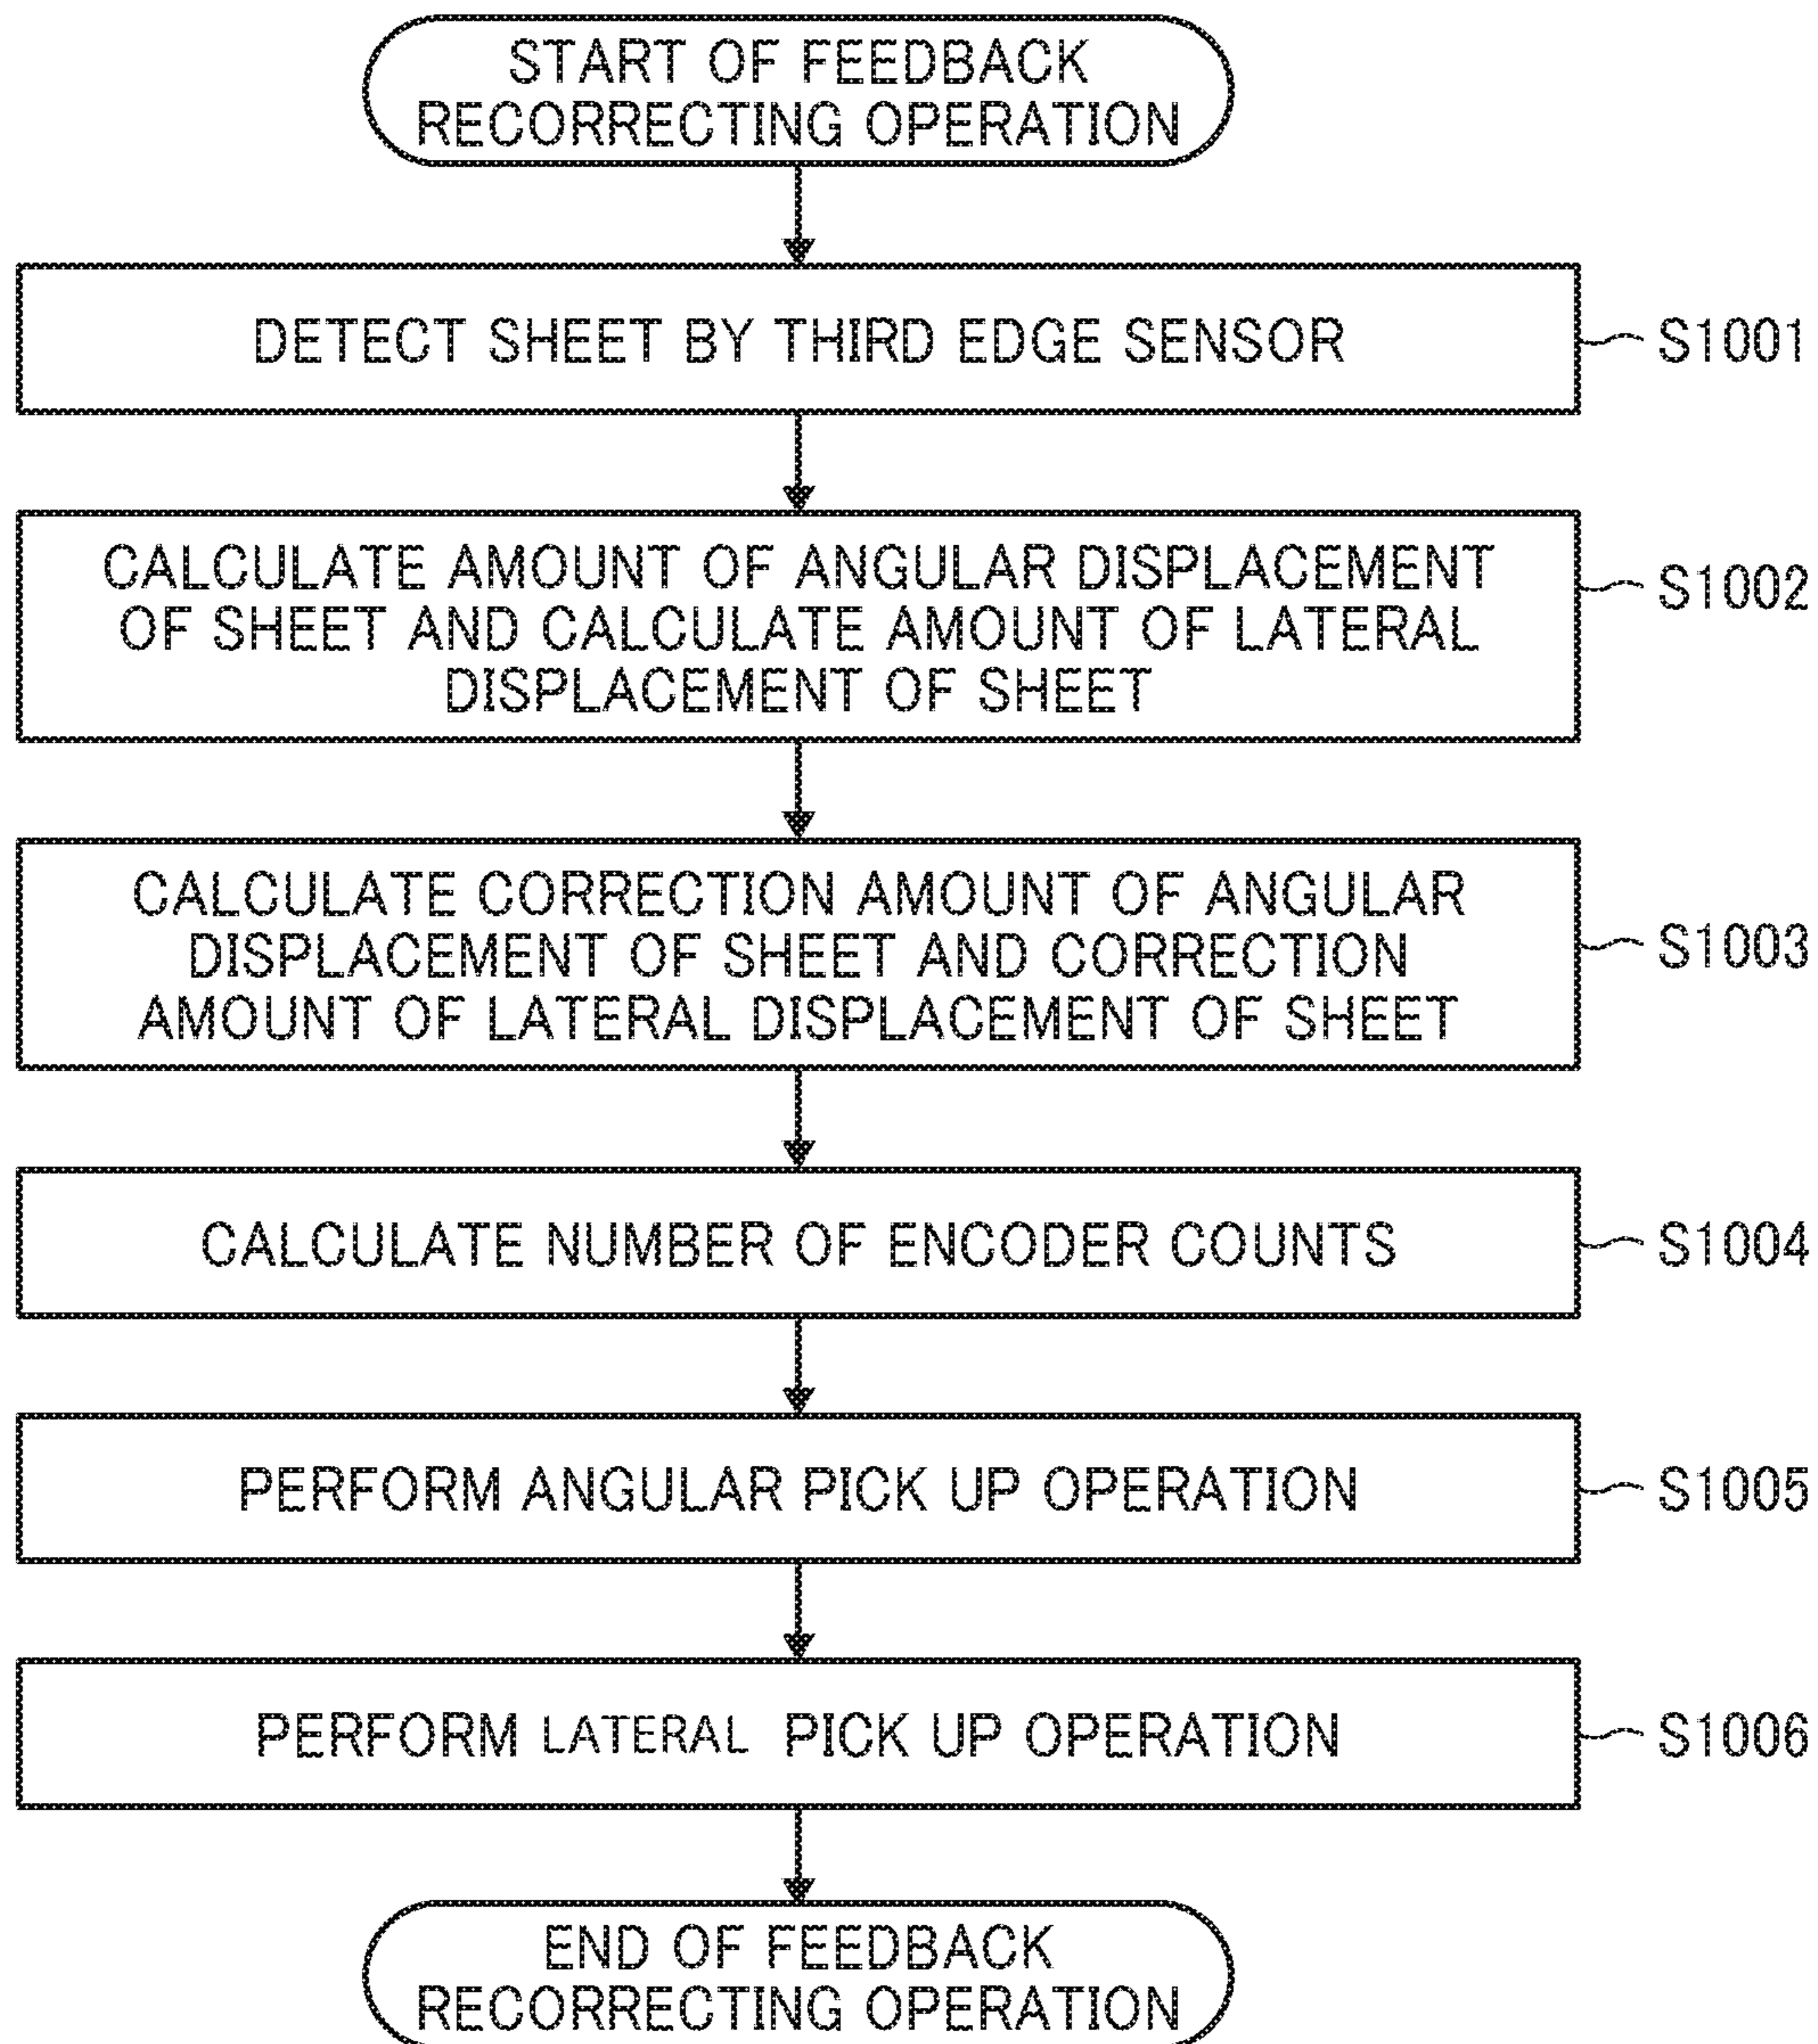 START OF FEEDBACK
RECORRECTING OPERATION
DETECT SHEET BY THIRD EDGE SENSOR
S1001
CALCULATE AMOUNT OF ANGULAR DISPLACEMENT
OF SHEET AND CALCULATE AMOUNT OF LATERAL
DISPLACEMENT OF SHEET
S1002
CALCULATE CORRECTION AMOUNT OF ANGULAR
DISPLACEMENT OF SHEET AND CORRECTION
AMOUNT OF LATERAL DISPLACEMENT OF SHEET
S1003
CALCULATE NUMBER OF ENCODER COUNTS
S1004
PERFORM ANGULAR PICK UP OPERATION
S1005
PERFORM LATERAL PICK UP OPERATION
S1006
END OF FEEDBACK
RECORRECTING OPERATION